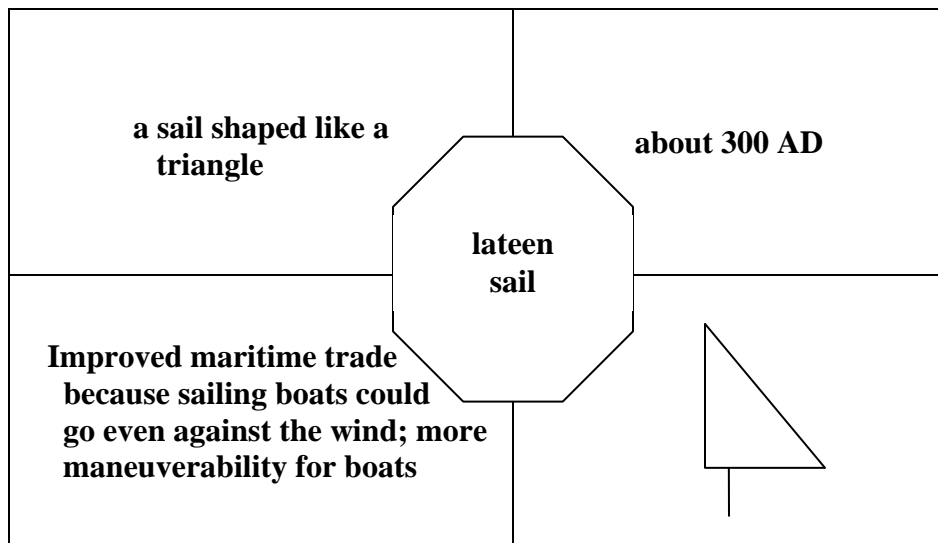 a sail shaped like a
triangle
about 300 AD
lateen
sail
Improved maritime trade
because sailing boats could
go even against the wind; more
maneuverability for boats